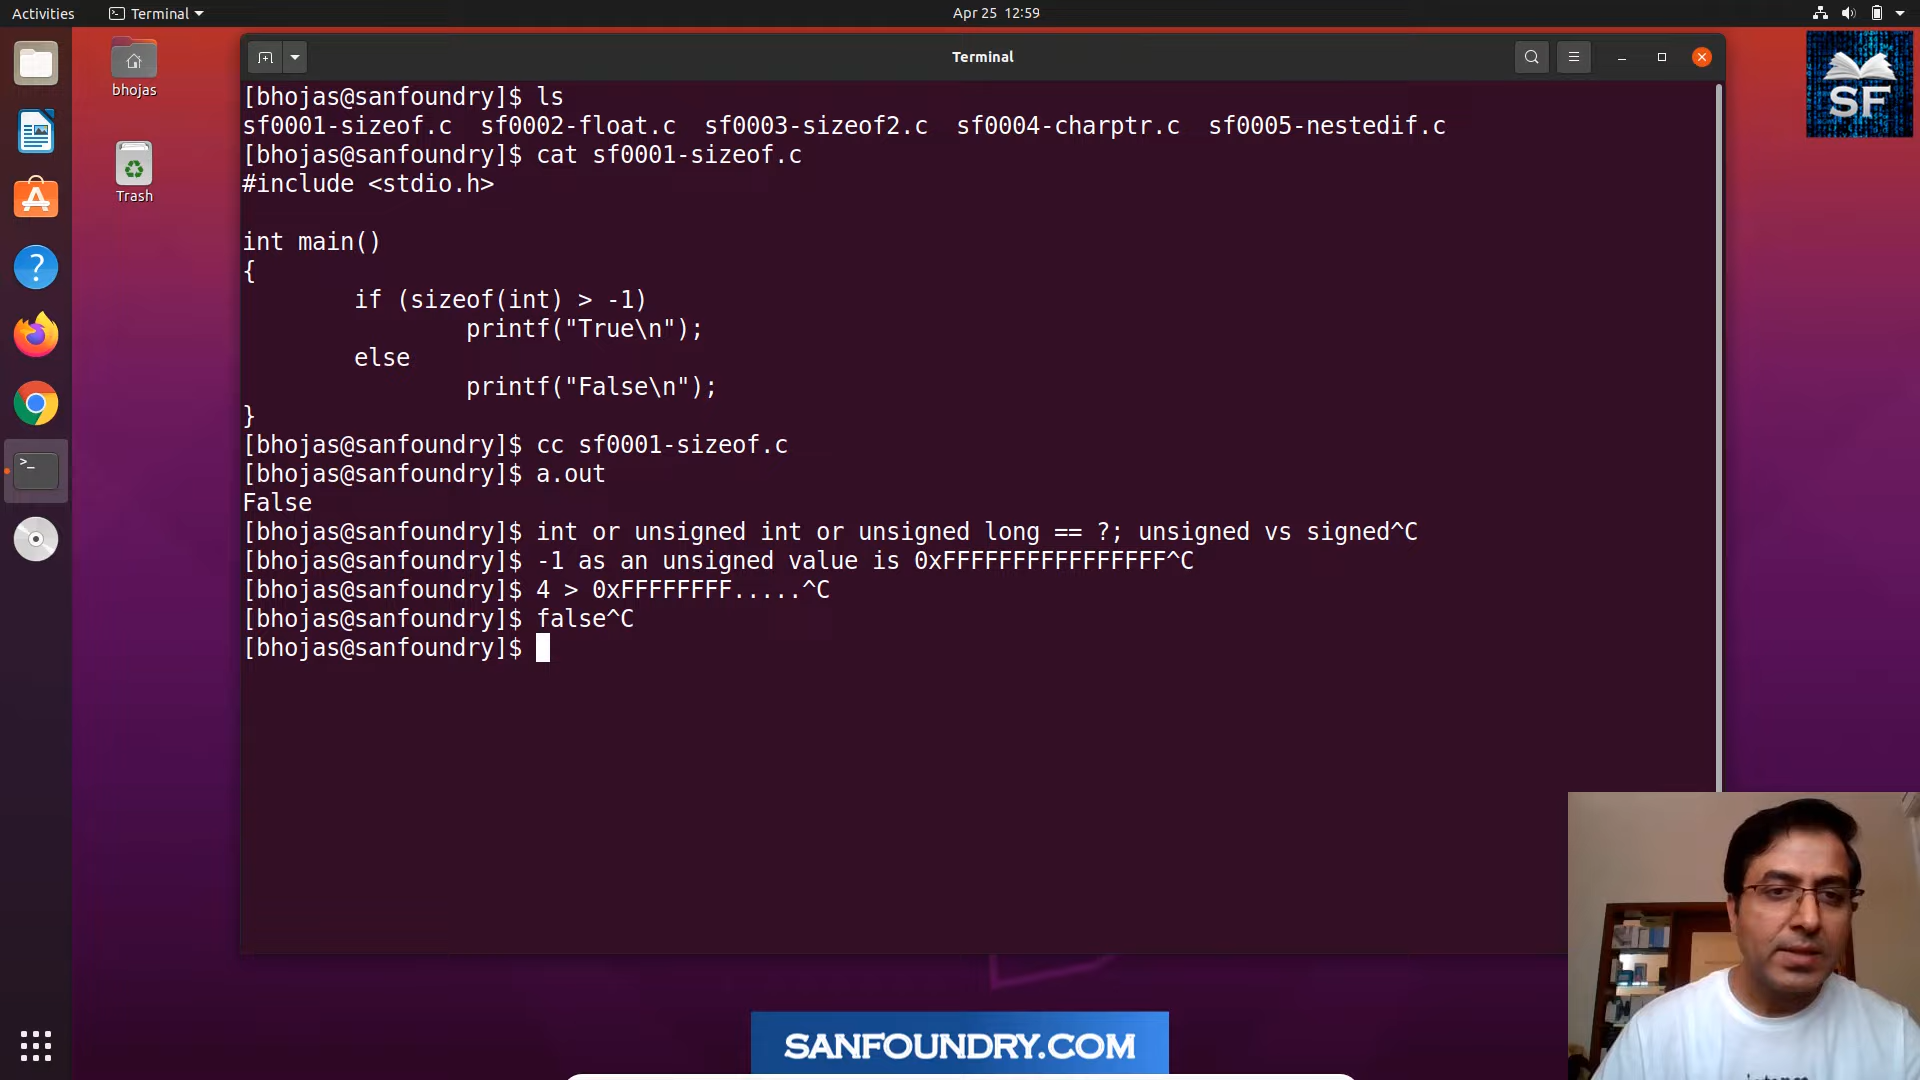 Activities
Terminal
Apr 25 12:59
bhojas
Trash
Terminal
SF
[bhojas@sanfoundry]$ ls
sf0001-sizeof.c  sf0002-float.c  sf0003-sizeof2.c  sf0004-charptr.c  sf0005-nestedif.c
[bhojas@sanfoundry]$ cat sf0001-sizeof.c
#include <stdio.h>
int main()
{
        if (sizeof(int) > -1)
                printf("True\n");
        else
                printf("False\n");
}
[bhojas@sanfoundry]$ cc sf0001-sizeof.c
[bhojas@sanfoundry]$ a.out
False
[bhojas@sanfoundry]$ int or unsigned int or unsigned long == ?; unsigned vs signed^C
[bhojas@sanfoundry]$ -1 as an unsigned value is 0xFFFFFFFFFFFFFFFF^C
[bhojas@sanfoundry]$ 4 > 0xFFFFFFFF.....^C
[bhojas@sanfoundry]$ false^C
[bhojas@sanfoundry]$
SANFOUNDRY.COM